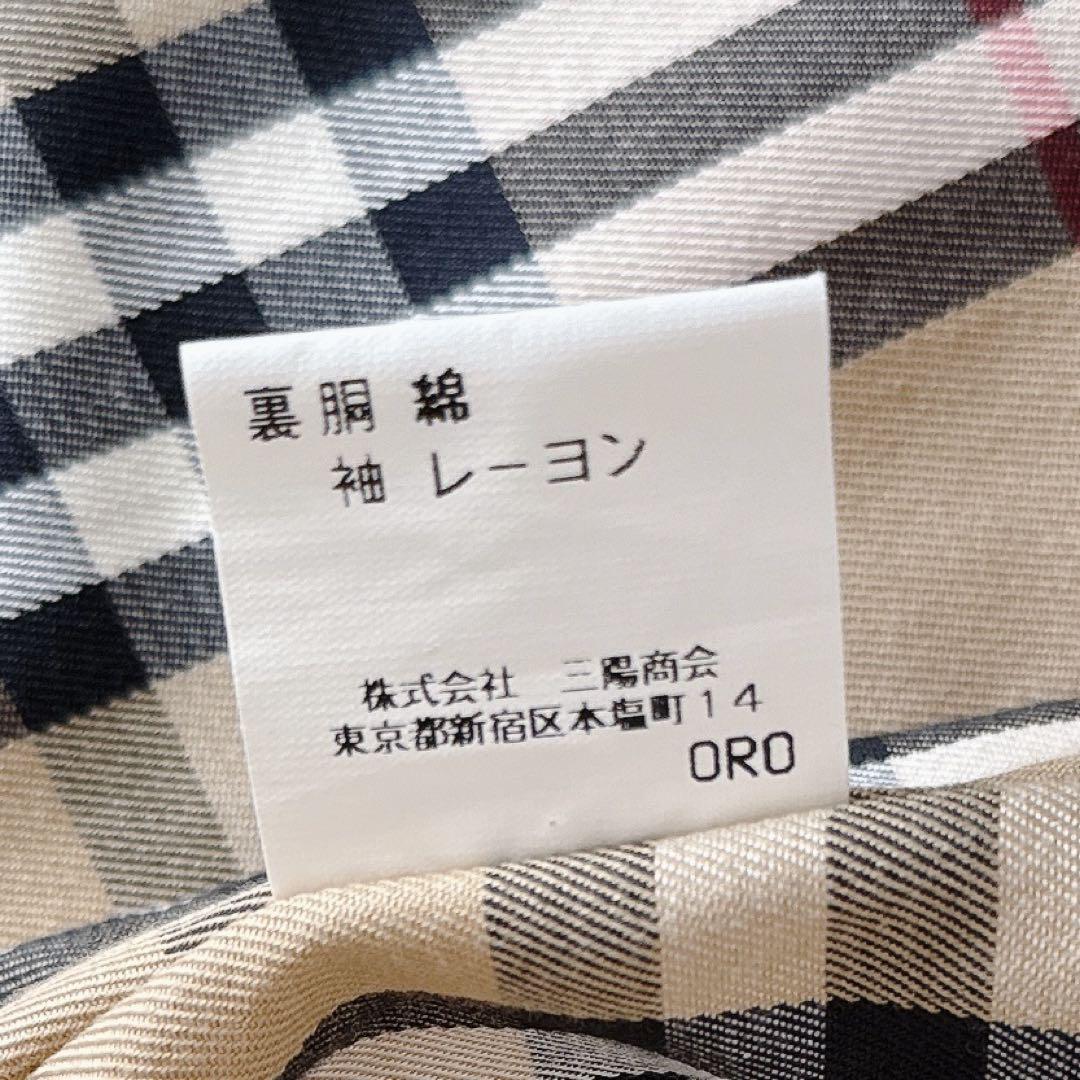 裏 胴 綿
袖 レーヨン
株式会社 三陽商会
東京都新宿区本塩町14
ORO